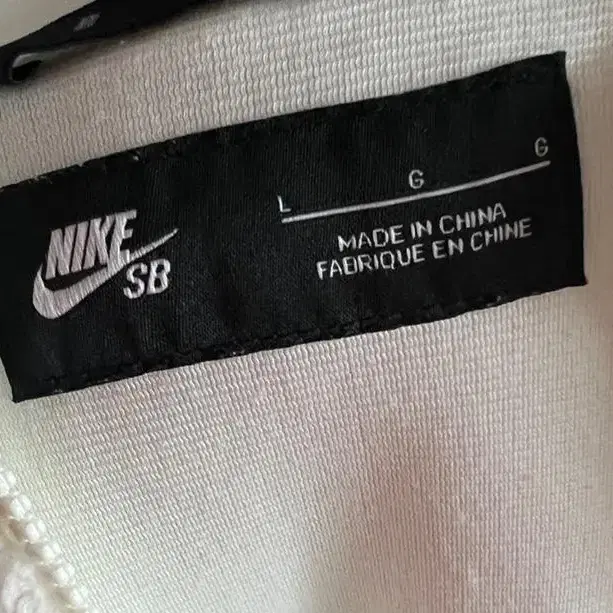 NIKE
SB
L G G
MADE IN CHINA
FABRIQUE EN CHINE